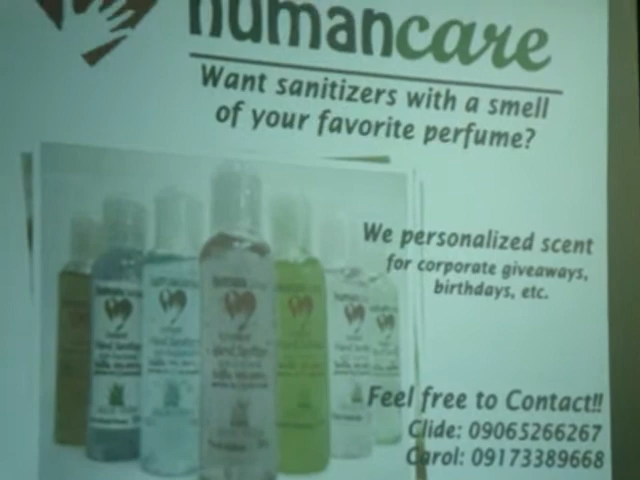 humancare
Want sanitizers with a smell
of your favorite perfume?
We personalized scent
for corporate giveaways,
birthdays, etc.
Feel free to Contact!!
Clide: 09065266267
Carol: 09173389668